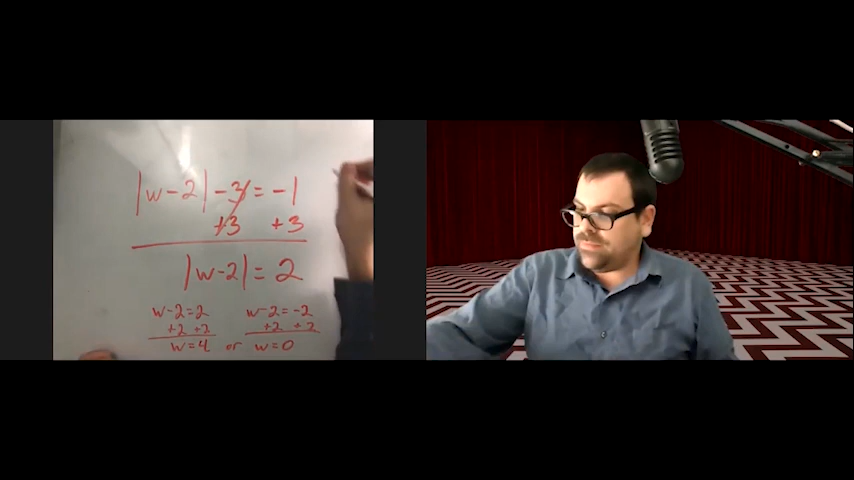 |w-2| -3 = -1
+3 +3
|w-2| = 2
w-2=2 w-2=-2
+2 +2 +2 +2
w=4 or w=0